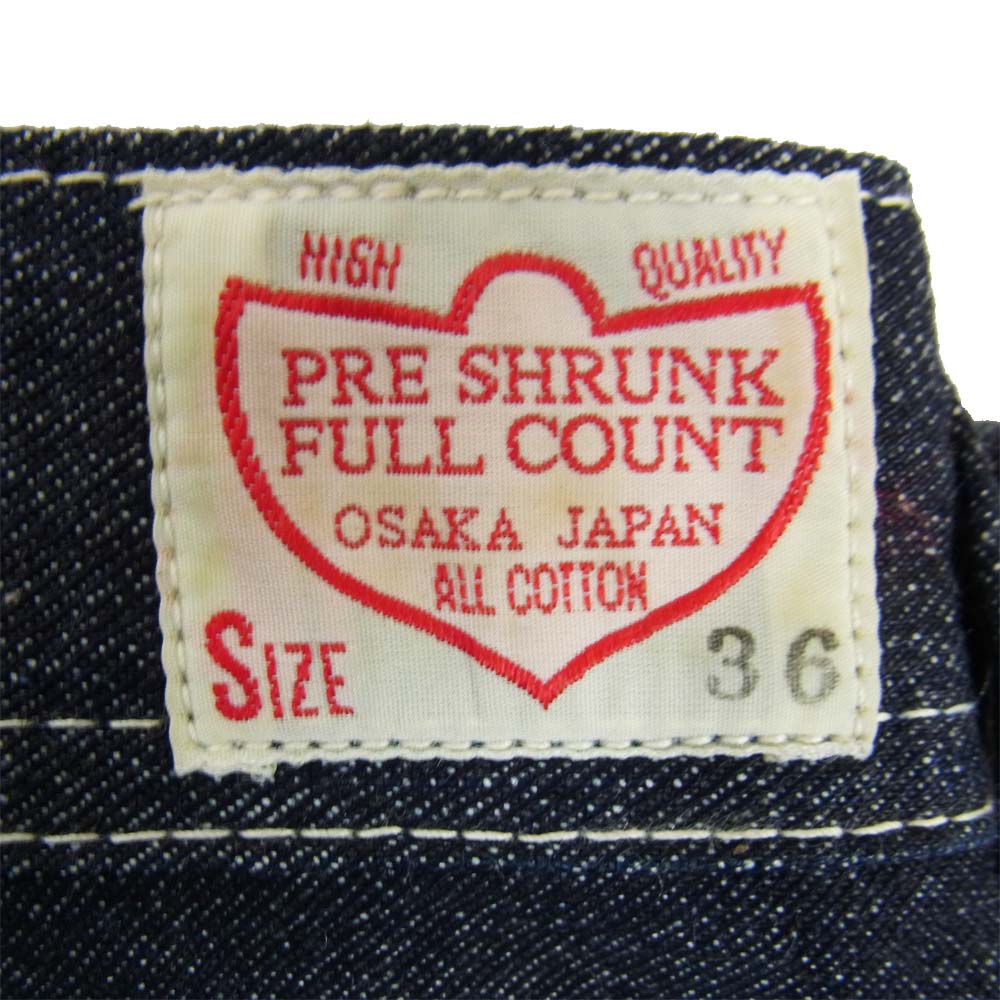 HIGH QUALITY
PRE SHRUNK
FULL COUNT
OSAKA JAPAN
ALL COTTON
SIZE 36